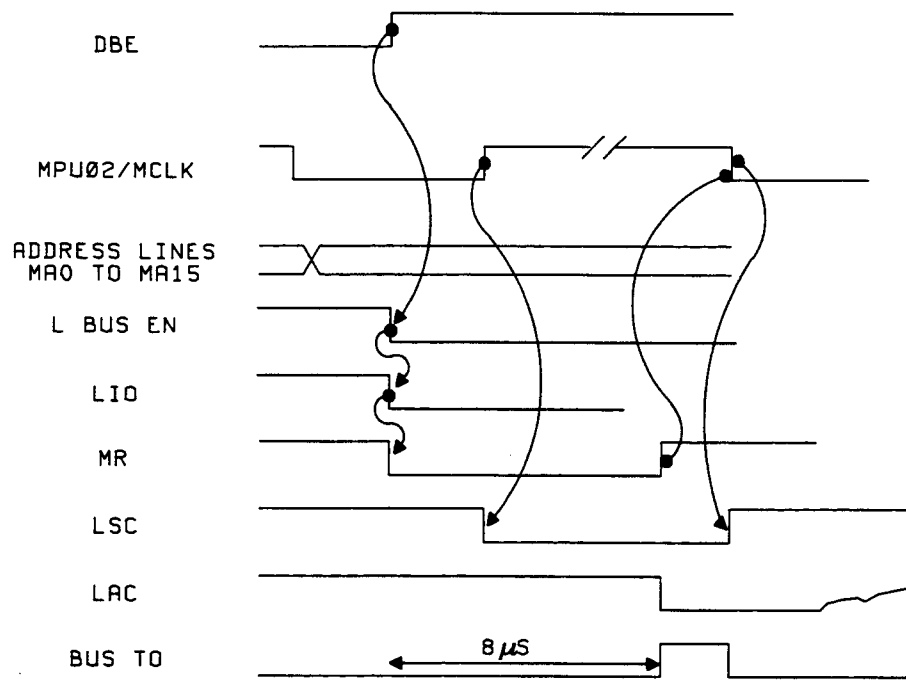 DBE
MPUØ2/MCLK
ADDRESS LINES
MA0 TO MA15
L BUS EN
LIO
MR
LSC
LAC
BUS TO
8 µS